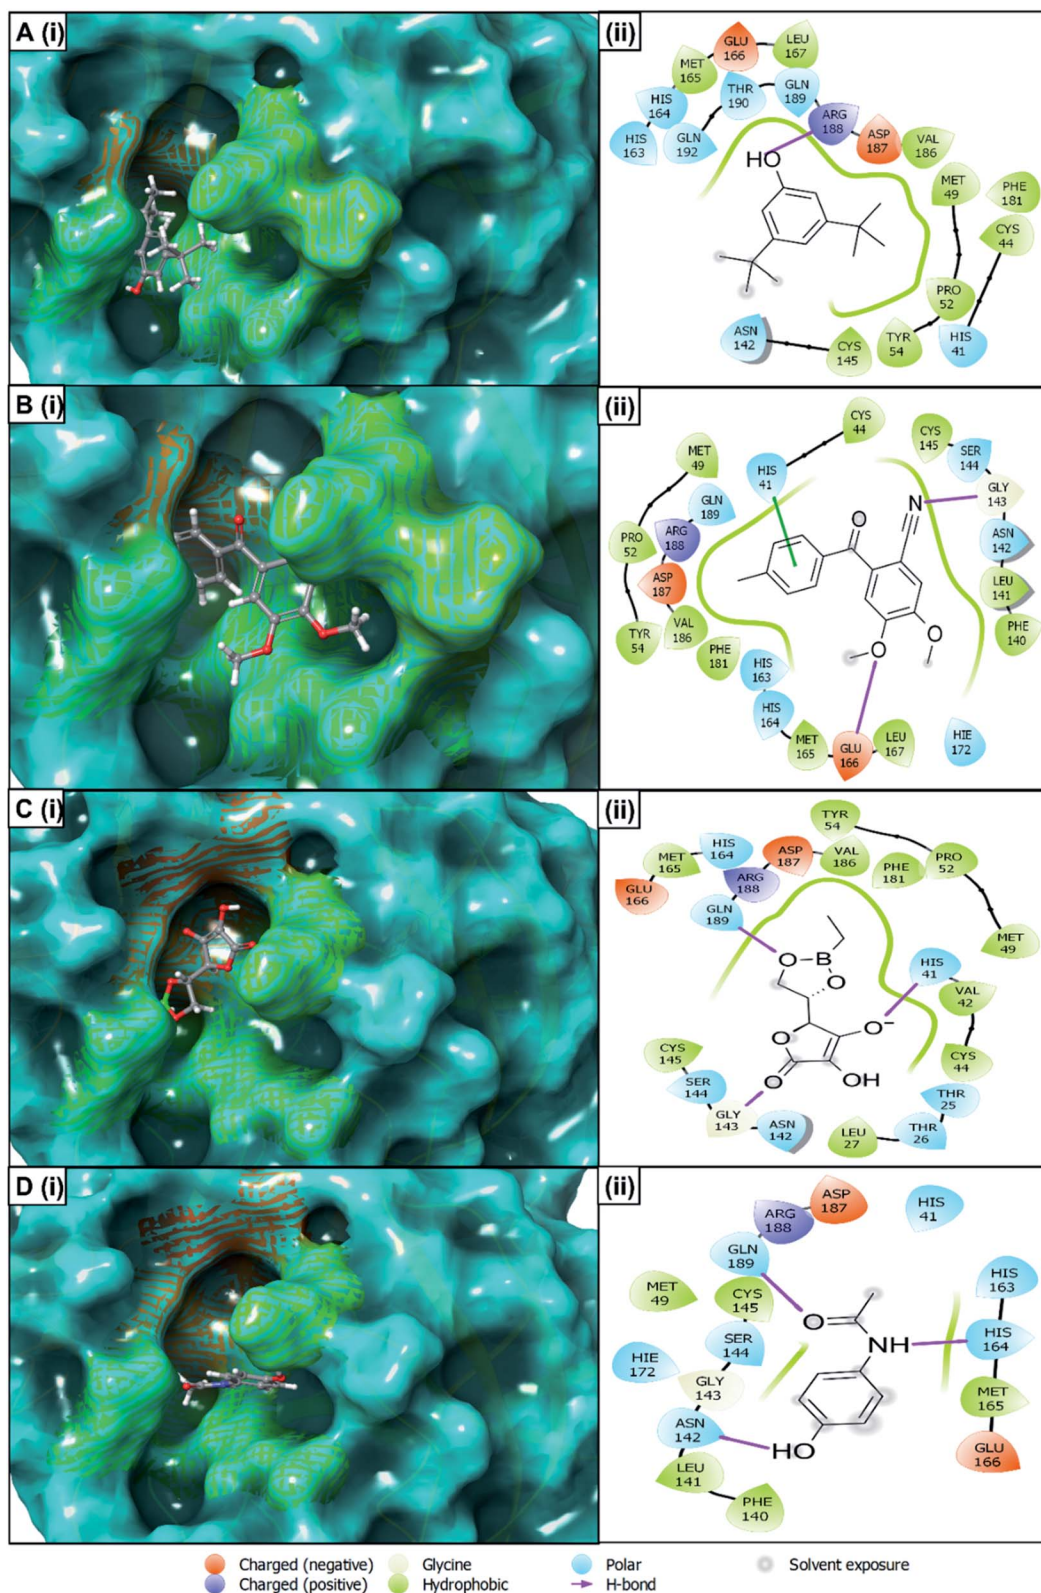 A (i)
(ii)
GLU
166
LEU
167
MET
165
THR
190
GLN
189
HIS
164
ARG
188
HIS
163
GLN
192
ASP
187
VAL
186
HO
MET
49
PHE
181
CYS
44
PRO
52
ASN
142
CYS
145
TYR
54
HIS
41
B (i)
(ii)
CYS
44
CYS
145
MET
49
HIS
41
SER
144
GLN
189
N
GLY
143
PRO
52
ARG
188
O
ASN
142
ASP
187
LEU
141
TYR
54
VAL
186
PHE
140
O
O
PHE
181
HIS
163
HIS
164
MET
165
GLU
166
LEU
167
HIE
172
C (i)
(ii)
TYR
54
HIS
164
ASP
187
VAL
186
MET
165
ARG
188
PHE
181
PRO
52
GLU
166
GLN
189
MET
49
O
B
O
HIS
41
VAL
42
O
O⁻
CYS
145
CYS
44
SER
144
O
OH
THR
25
GLY
143
ASN
142
LEU
27
THR
26
D (i)
(ii)
ASP
187
ARG
188
HIS
41
GLN
189
HIS
163
MET
49
CYS
145
O
SER
144
NH
HIS
164
HIE
172
GLY
143
MET
165
ASN
142
HO
GLU
166
LEU
141
PHE
140
Charged (negative)
Glycine
Polar
Solvent exposure
Charged (positive)
Hydrophobic
H-bond